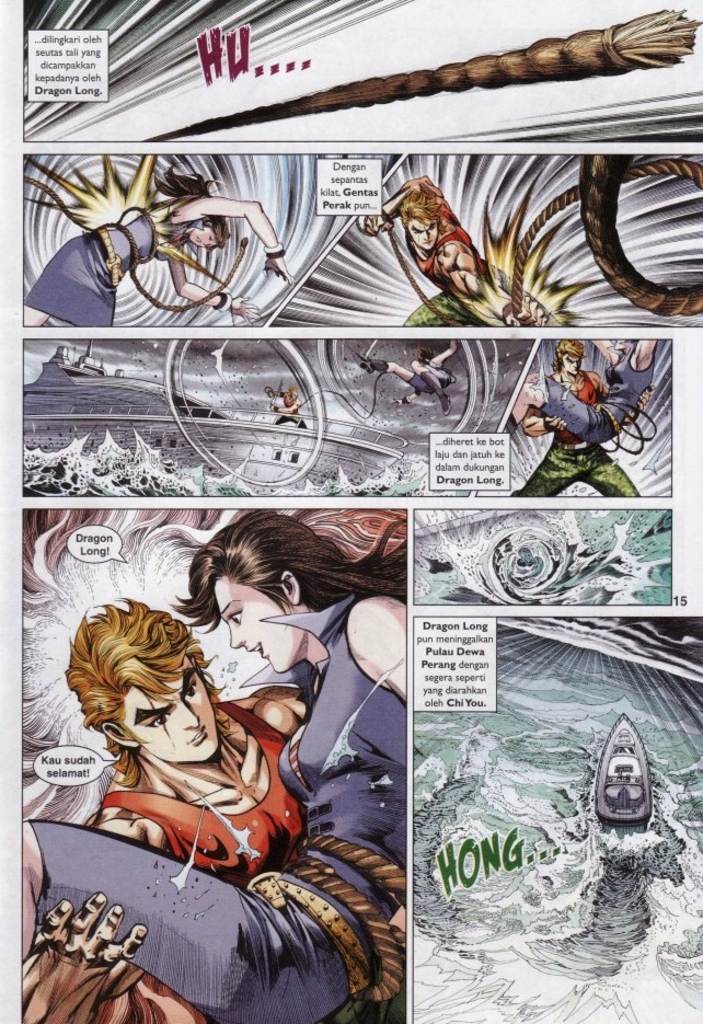 ...dilingkari oleh
seutas tali yang
dicampakkan
kepadanya oleh
Dragon Long.
HU....
Dengan
sepantas
kilat, Gentas
Perak pun...
...diheret ke bot
laju dan jatuh ke
dalam dukungan
Dragon Long.
Dragon
Long!
Kau sudah
selamat!
15
Dragon Long
pun meninggalkan
Pulau Dewa
Perang dengan
segera seperti
yang diarahkan
oleh Chi You.
HONG...